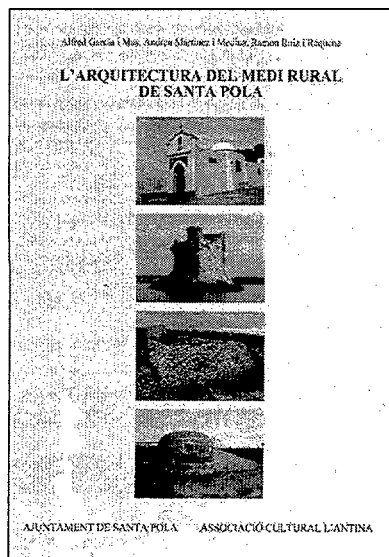 Alfred Garcia i Mas, Andreu Martínez i Medina, Ramon Ruiz i Requena
L'ARQUITECTURA DEL MEDI RURAL
DE SANTA POLA
AJUNTAMENT DE SANTA POLA ASSOCIACIÓ CULTURAL L'ANTINA